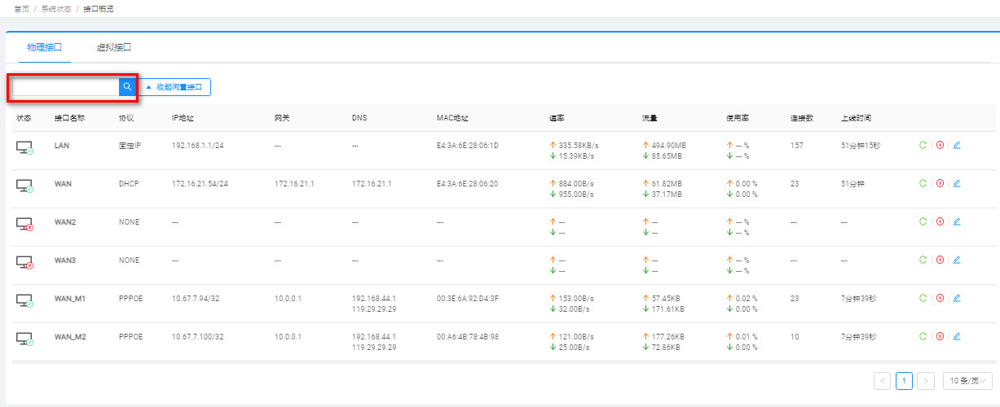 首页 / 系统状态 / 接口概览
物理接口 虚拟接口
收起闲置接口
状态 接口名称 协议 IP地址 网关 DNS MAC地址 速率 流量 使用率 连接数 上线时间
LAN 固定IP 192.168.1.1/24 --- --- E4:3A:6E:28:06:1D 335.58KB/s 494.90MB --- % 157 51分钟15秒
15.39KB/s 85.65MB --- %
WAN DHCP 172.16.21.54/24 172.16.21.1 172.16.21.1 E4:3A:6E:28:06:20 884.00B/s 61.82MB 0.00 % 23 51分钟
955.00B/s 37.17MB 0.00 %
WAN2 NONE --- --- --- --- --- --- --- % --- ---
--- --- --- %
WAN3 NONE --- --- --- --- --- --- --- % --- ---
--- --- --- %
WAN_M1 PPPOE 10.67.7.94/32 10.0.0.1 192.168.44.1 00:3E:6A:92:D4:3F 153.00B/s 57.45KB 0.02 % 23 7分钟39秒
119.29.29.29 32.00B/s 171.61KB 0.00 %
WAN_M2 PPPOE 10.67.7.100/32 10.0.0.1 192.168.44.1 00:A6:4B:78:4B:98 121.00B/s 177.26KB 0.01 % 10 7分钟39秒
119.29.29.29 25.00B/s 72.86KB 0.00 %
< 1 > 10 条/页